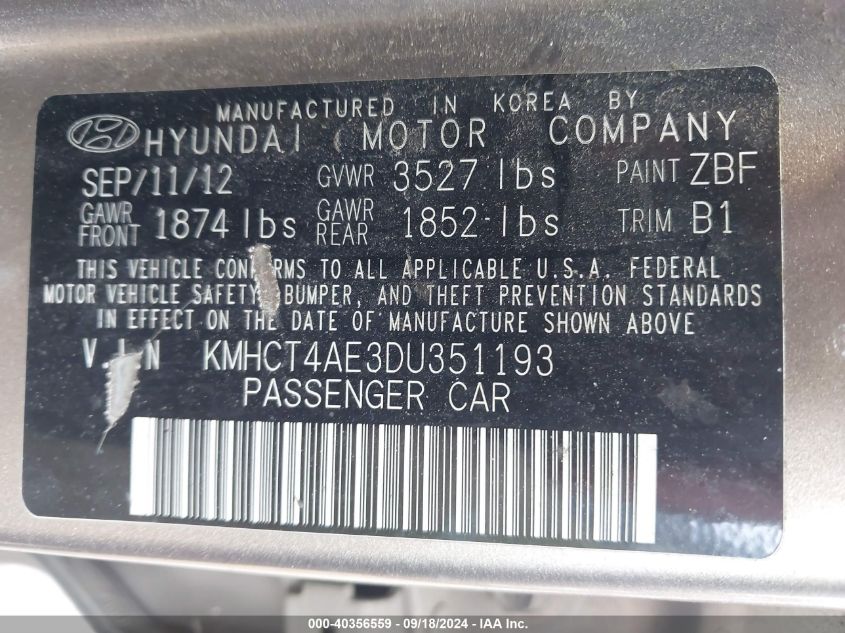 MANUFACTURED IN KOREA BY
HYUNDAI MOTOR COMPANY
SEP/11/12 GVWR 3527 lbs PAINT ZBF
GAWR FRONT 1874 lbs GAWR REAR 1852 lbs TRIM B1
THIS VEHICLE CONF RMS TO ALL APPLICABLE U.S.A. FEDERAL
MOTOR VEHICLE SAFETY, BUMPER, AND THEFT PREVENTION STANDARDS
IN EFFECT ON THE DATE OF MANUFACTURE SHOWN ABOVE
V.I.N KMHCT4AE3DU351193
PASSENGER CAR
000-40356559 - 09/18/2024 - IAA Inc.